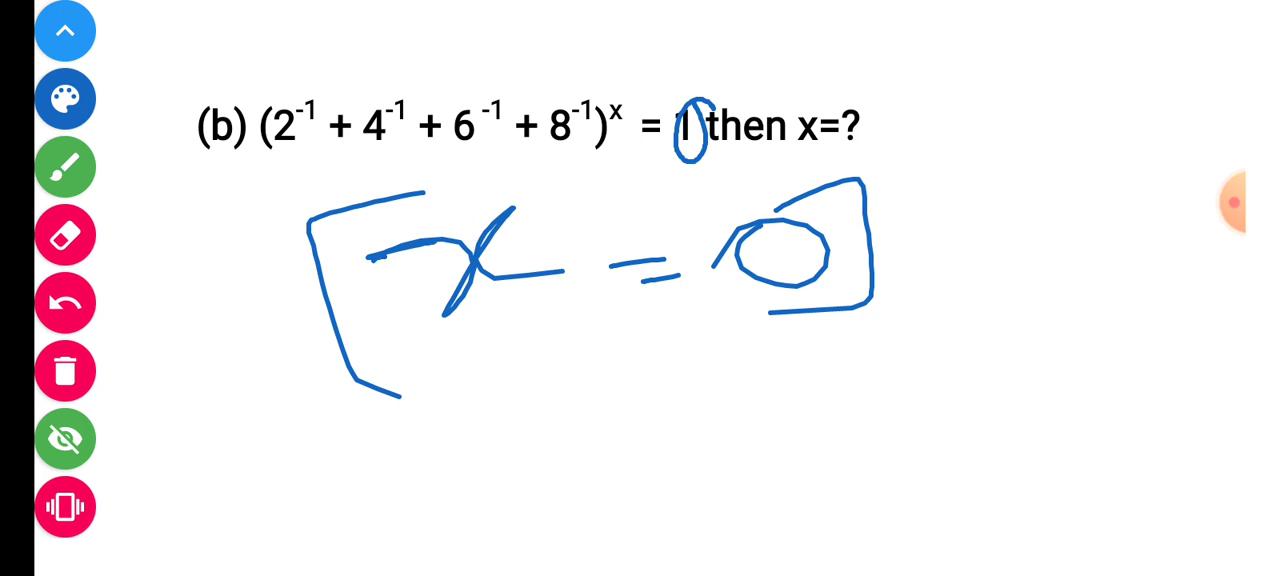 (b) (2⁻¹ + 4⁻¹ + 6⁻¹ + 8⁻¹)ˣ = 1 then x=?
x = 0